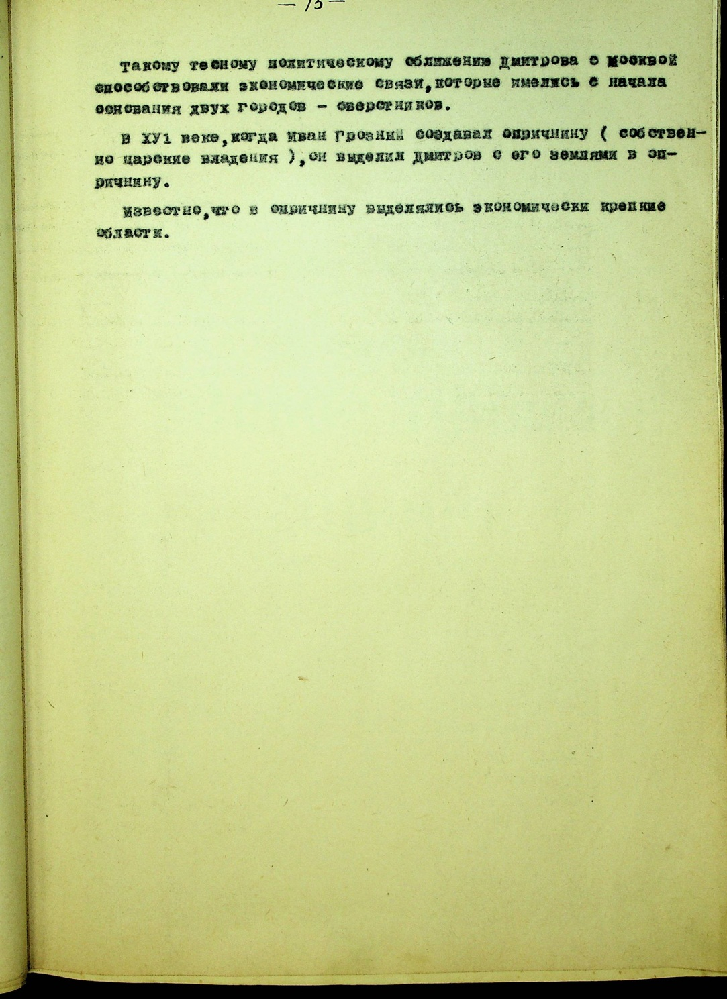 — 13 —
Такому тесному политическому сближению Дмитрова с Москвой
способствовали экономические связи,которые имелись с начала
основания двух городов - сверстников.
В ХУ1 веке,когда Иван Грозный создавал опричнину ( собствен-
но царские владения ),он выделил Дмитров с его землями в оп-
ричнину.
Известно,что в опричнину выделялись экономически крепкие
области.